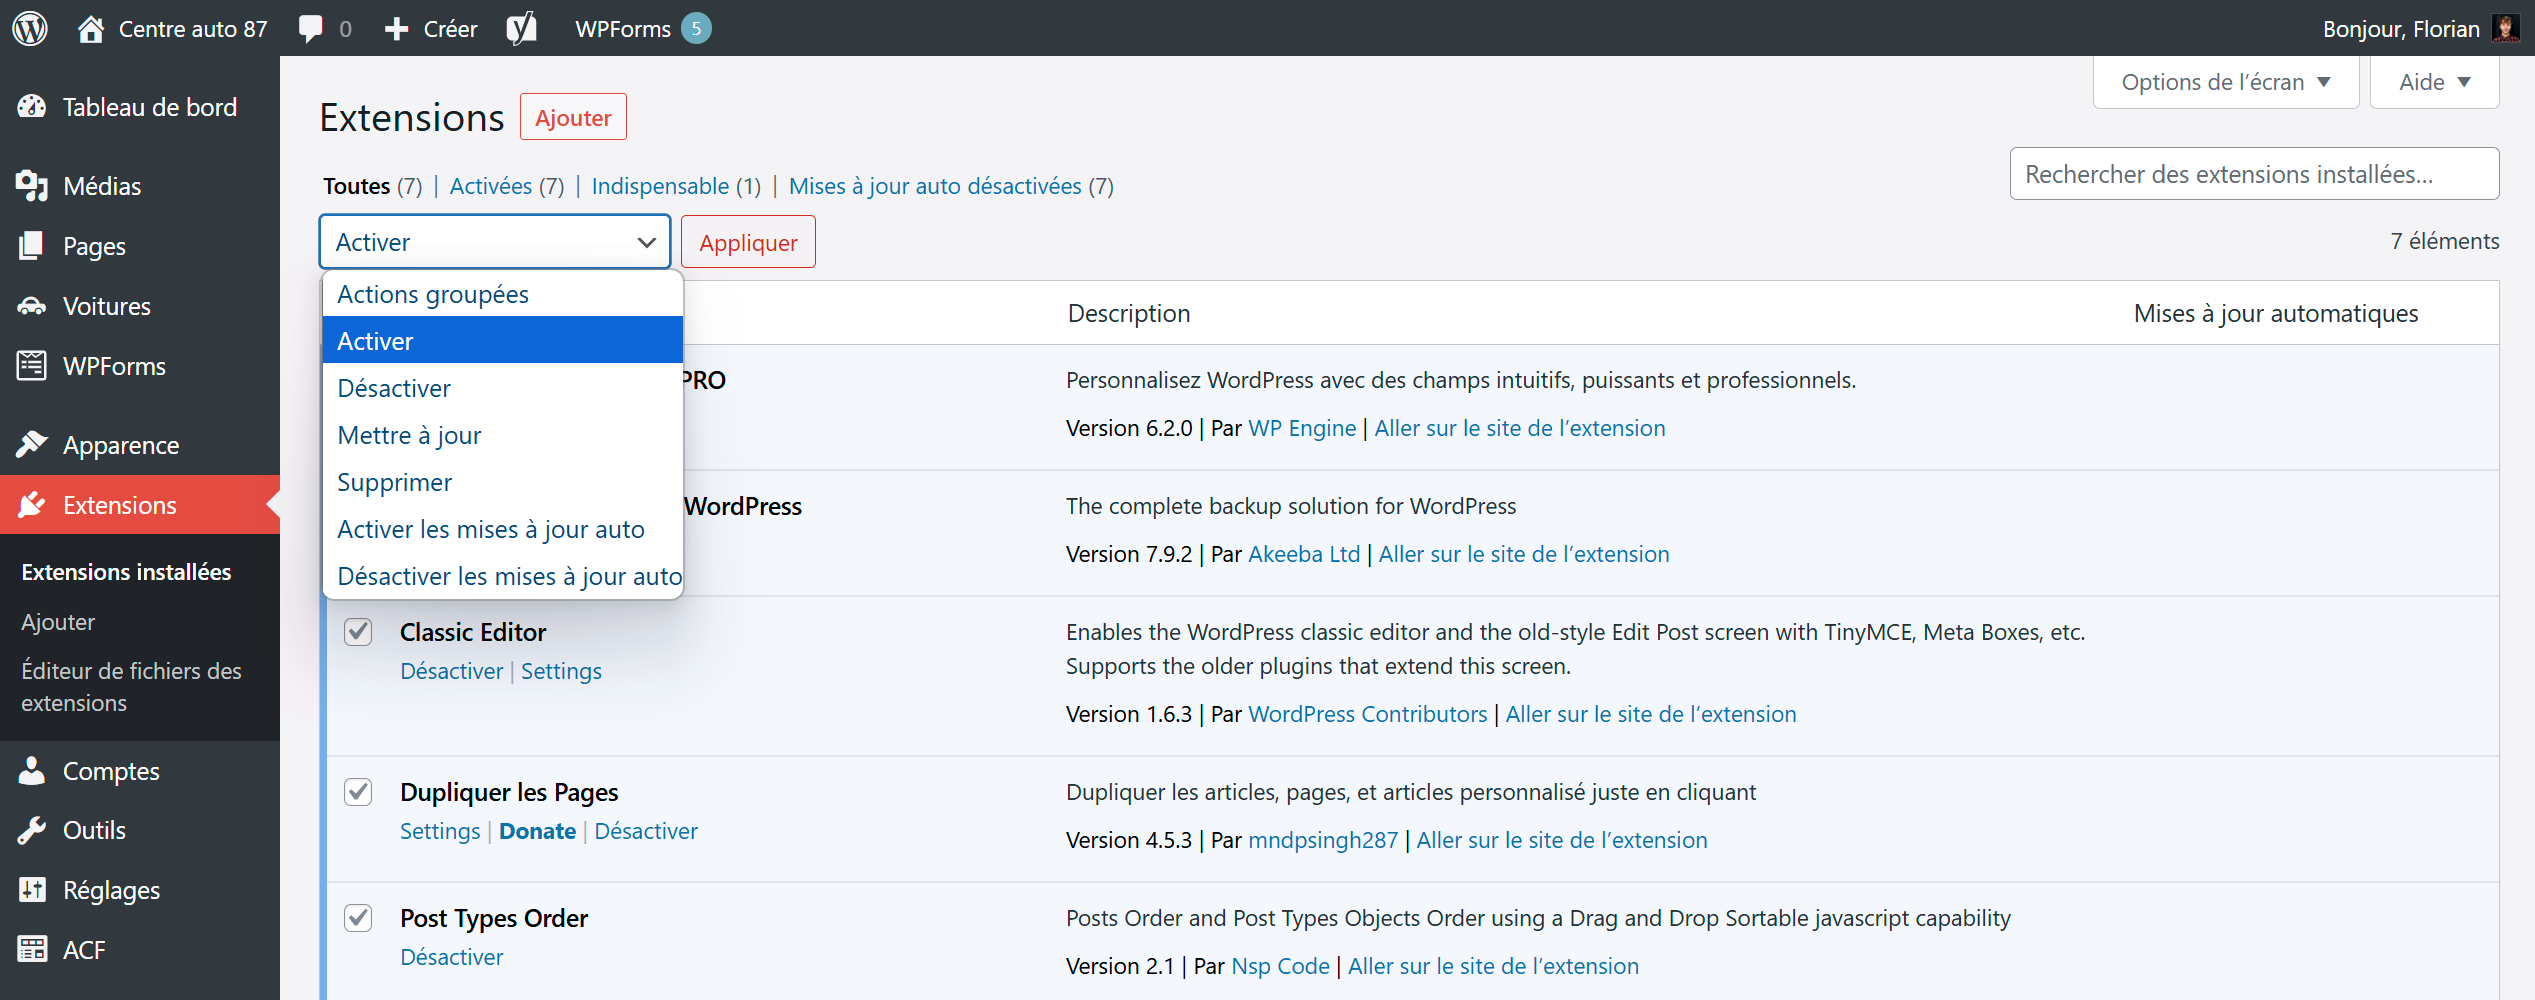 Centre auto 87 0 Créer WPForms 5 Bonjour, Florian
Options de l'écran Aide
Tableau de bord
Médias
Pages
Voitures
WPForms
Apparence
Extensions
Extensions installées
Ajouter
Éditeur de fichiers des
extensions
Comptes
Outils
Réglages
ACF
Extensions Ajouter
Toutes (7) | Activées (7) | Indispensable (1) | Mises à jour auto désactivées (7)
Rechercher des extensions installées...
Activer Appliquer
7 éléments
Actions groupées
Activer
Désactiver
Mettre à jour
Supprimer
Activer les mises à jour auto
Désactiver les mises à jour auto
Description Mises à jour automatiques
PRO
Personnalisez WordPress avec des champs intuitifs, puissants et professionnels.
Version 6.2.0 | Par WP Engine | Aller sur le site de l'extension
WordPress
The complete backup solution for WordPress
Version 7.9.2 | Par Akeeba Ltd | Aller sur le site de l'extension
Classic Editor
Désactiver | Settings
Enables the WordPress classic editor and the old-style Edit Post screen with TinyMCE, Meta Boxes, etc.
Supports the older plugins that extend this screen.
Version 1.6.3 | Par WordPress Contributors | Aller sur le site de l'extension
Dupliquer les Pages
Settings | Donate | Désactiver
Dupliquer les articles, pages, et articles personnalisé juste en cliquant
Version 4.5.3 | Par mndpsingh287 | Aller sur le site de l'extension
Post Types Order
Désactiver
Posts Order and Post Types Objects Order using a Drag and Drop Sortable javascript capability
Version 2.1 | Par Nsp Code | Aller sur le site de l'extension